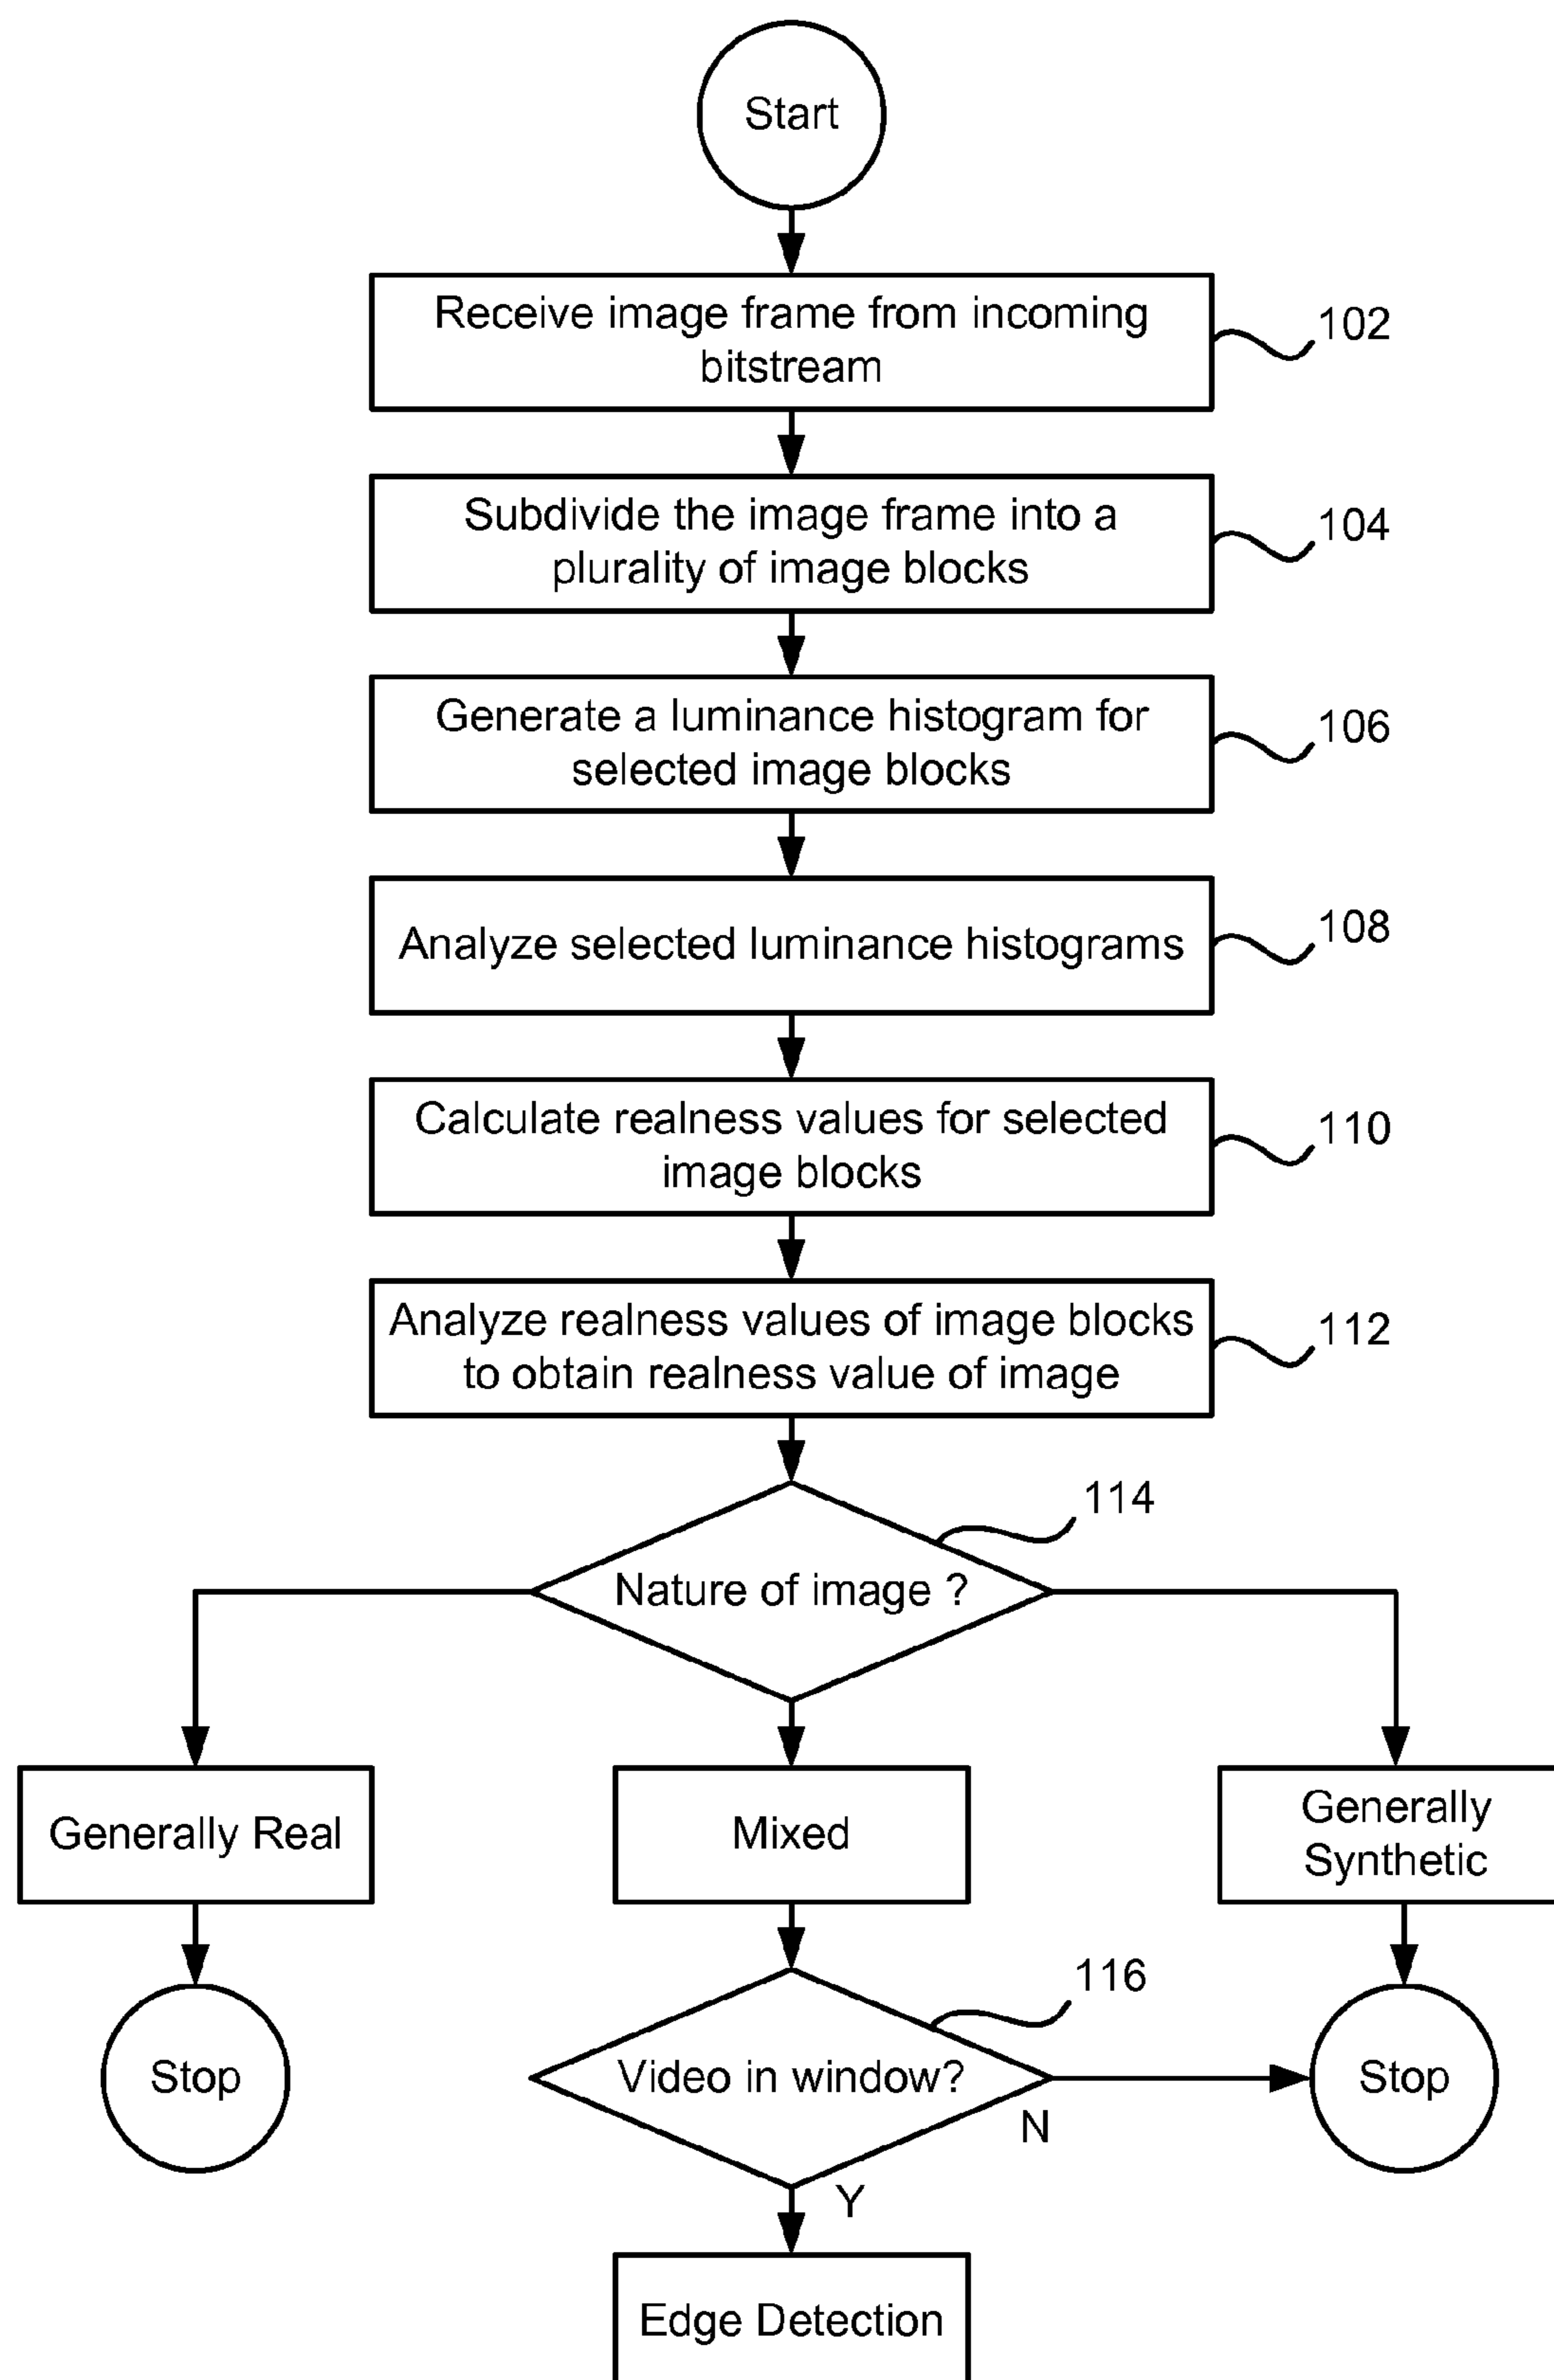 Start
Receive image frame from incoming
bitstream
102
Subdivide the image frame into a
plurality of image blocks
104
Generate a luminance histogram for
selected image blocks
106
Analyze selected luminance histograms
108
Calculate realness values for selected
image blocks
110
Analyze realness values of image blocks
to obtain realness value of image
112
114
Nature of image ?
Generally Real
Mixed
Generally
Synthetic
116
Stop
Video in window?
Stop
N
Y
Edge Detection